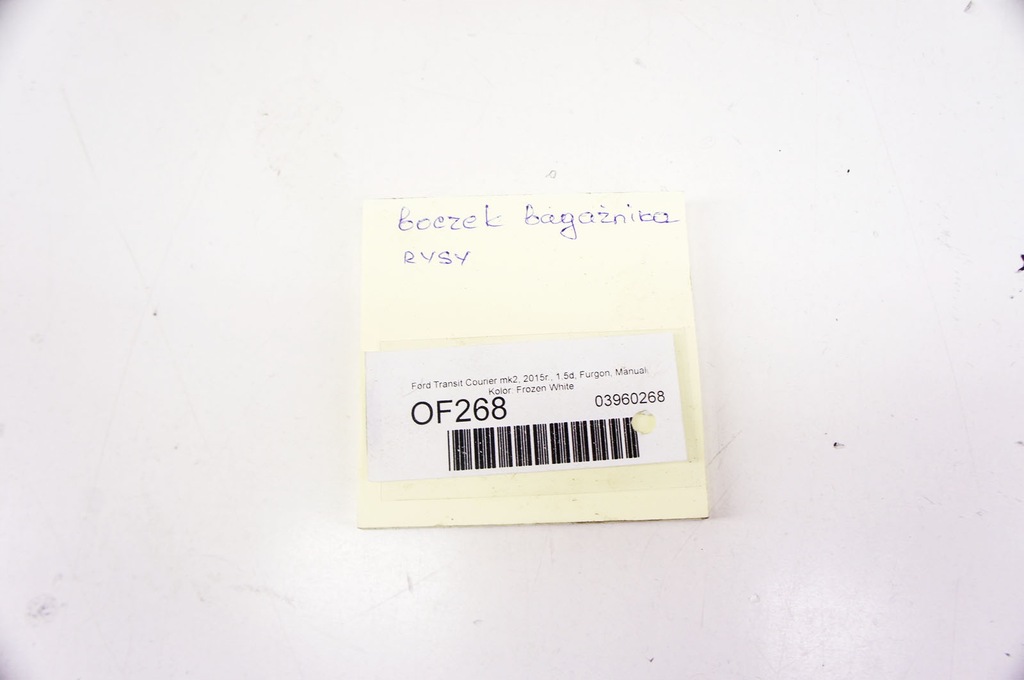 boczek bagażnika
RYSY
Ford Transit Courier mk2, 2015r., 1.5d, Furgon, Manual,
Kolor: Frozen White
OF268
03960268